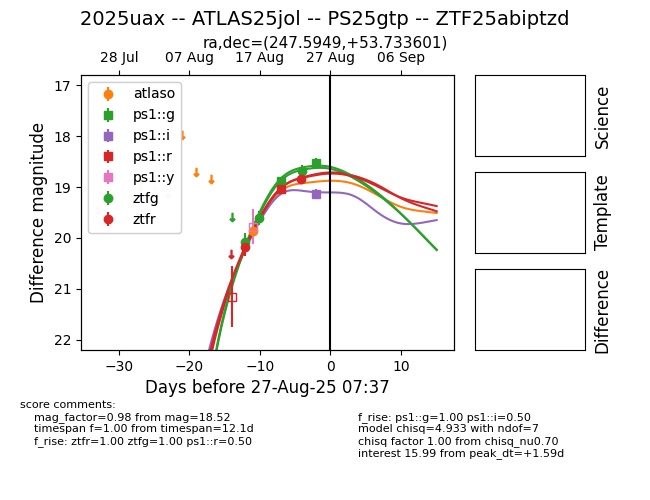 2025uax -- ATLAS25jol -- PS25gtp -- ZTF25abiptzd
ra,dec=(247.5949,+53.733601)
28 Jul 07 Aug 17 Aug 27 Aug 06 Sep
17
18
19
20
21
22
Difference magnitude
atlaso
ps1::g
ps1::i
ps1::r
ps1::y
ztfg
ztfr
−30 −20 −10 0 10
Days before 27-Aug-25 07:37
Science
Template
Difference
score comments:
mag_factor=0.98 from mag=18.52
timespan f=1.00 from timespan=12.1d
f_rise: ztfr=1.00 ztfg=1.00 ps1::r=0.50
f_rise: ps1::g=1.00 ps1::i=0.50
model chisq=4.933 with ndof=7
chisq factor 1.00 from chisq_nu0.70
interest 15.99 from peak_dt=+1.59d